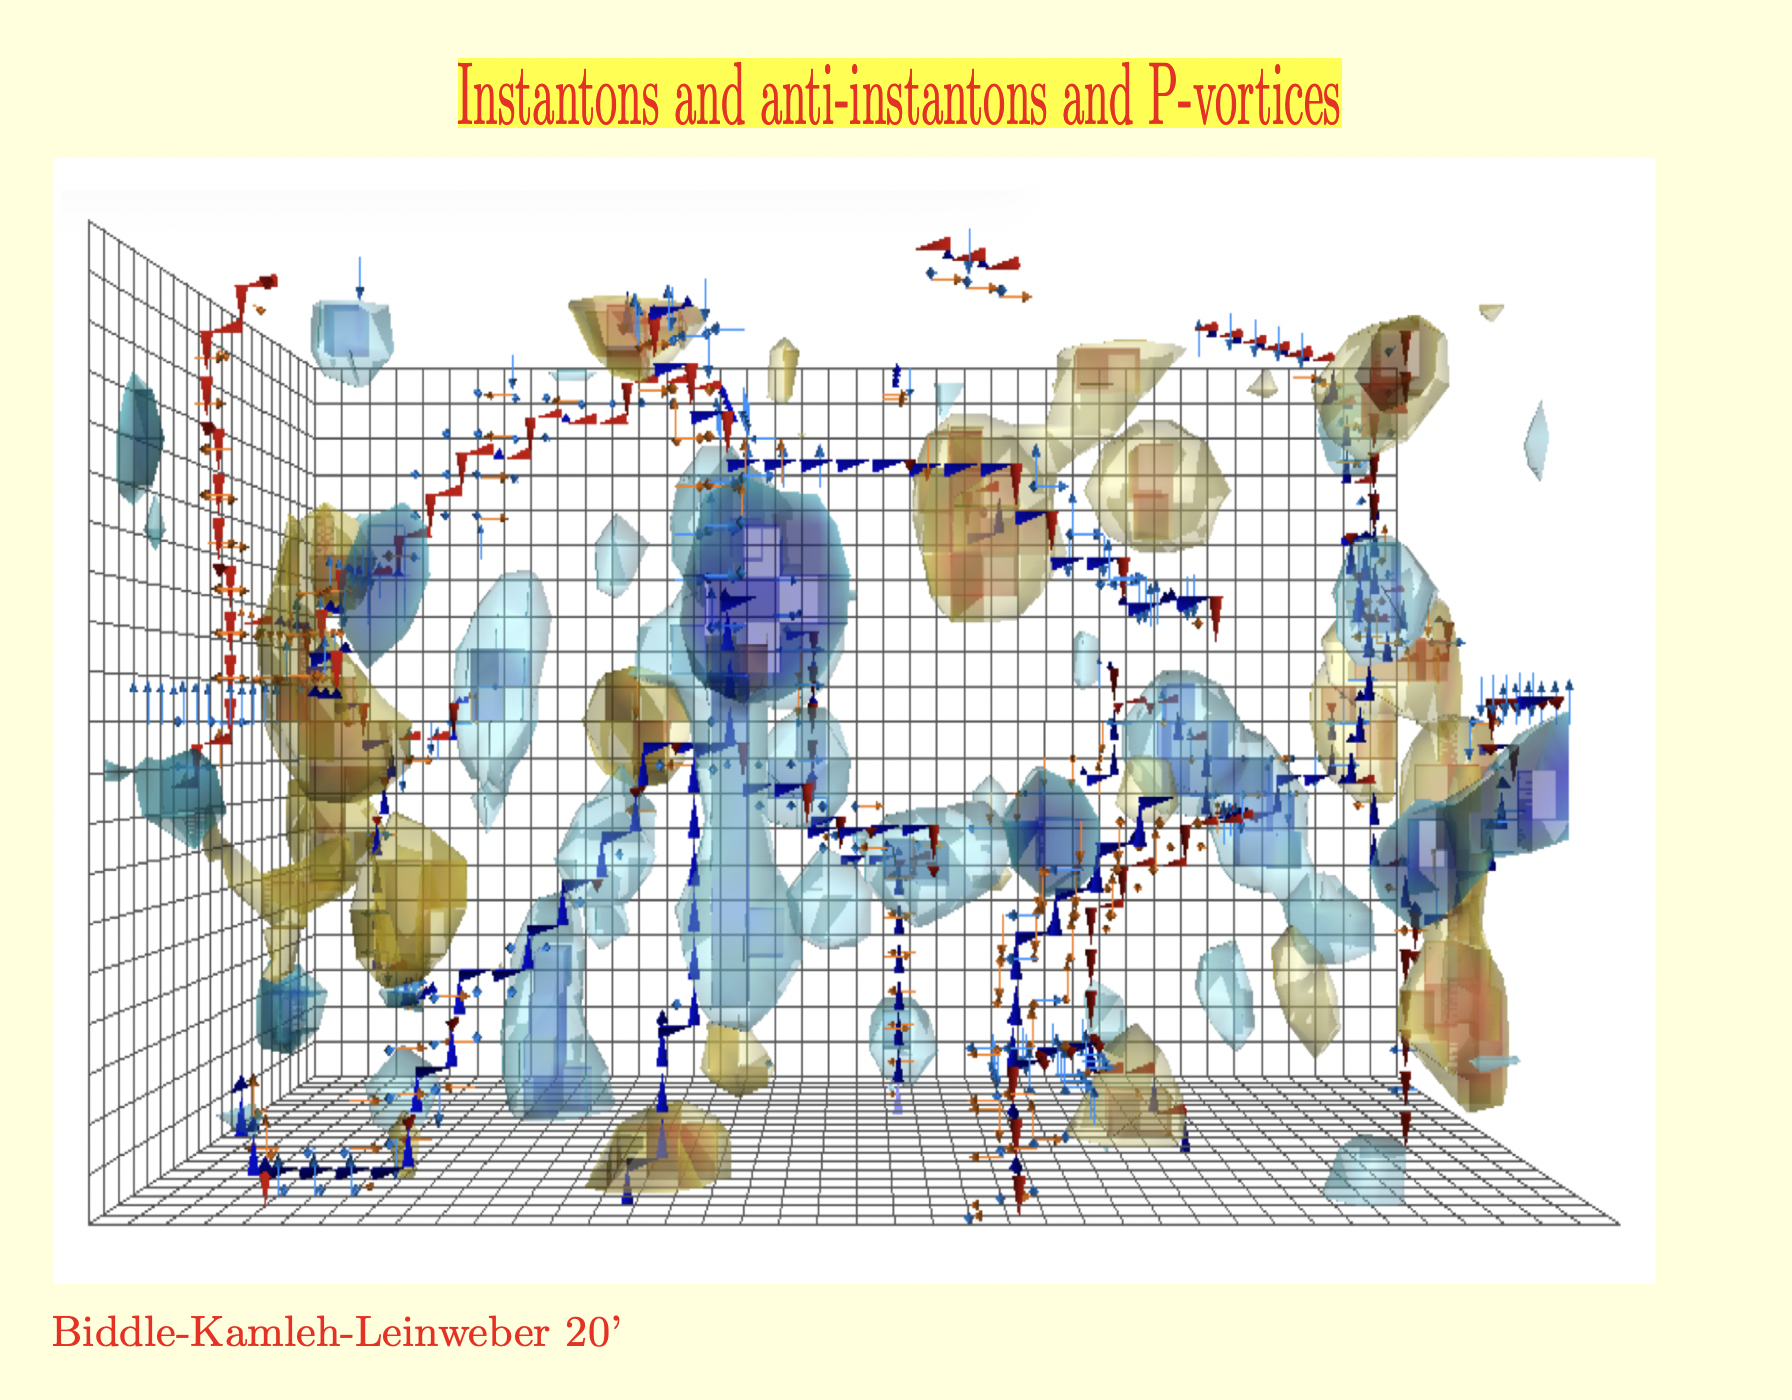 Instantons and anti-instantons and P-vortices
Biddle-Kamleh-Leinweber 20’